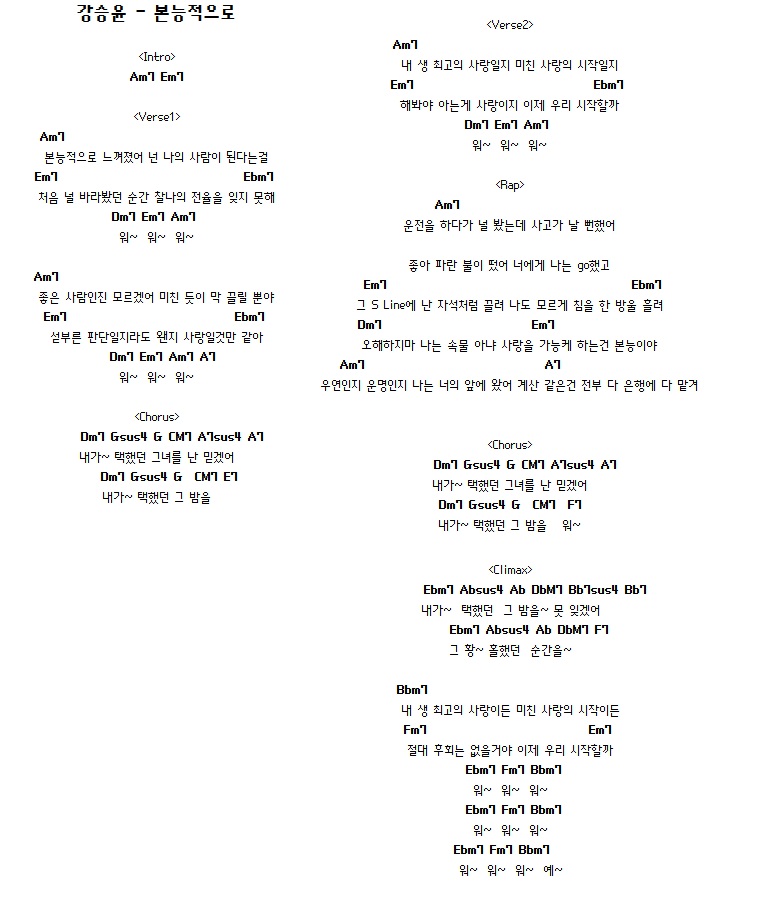 강승윤 - 본능적으로
<Intro>
Am7 Em7
<Verse1>
Am7
본능적으로 느껴졌어 넌 나의 사람이 된다는걸
Em7 Ebm7
처음 널 바라봤던 순간 찰나의 전율을 잊지 못해
Dm7 Em7 Am7
워~ 워~ 워~
Am7
좋은 사람인진 모르겠어 미친 듯이 막 끌릴 뿐야
Em7 Ebm7
섣부른 판단일지라도 왠지 사랑일것만 같아
Dm7 Em7 Am7 A7
워~ 워~ 워~
<Chorus>
Dm7 Gsus4 G CM7 A7sus4 A7
내가~ 택했던 그녀를 난 믿겠어
Dm7 Gsus4 G CM7 E7
내가~ 택했던 그 밤을
<Verse2>
Am7
내 생 최고의 사랑일지 미친 사랑의 시작일지
Em7 Ebm7
해봐야 아는게 사랑이지 이제 우리 시작할까
Dm7 Em7 Am7
워~ 워~ 워~
<Rap>
Am7
운전을 하다가 널 봤는데 사고가 날 뻔했어
좋아 파란 불이 떴어 너에게 나는 go했고
Em7 Ebm7
그 S Line에 난 자석처럼 끌려 나도 모르게 침을 한 방울 흘려
Dm7 Em7
오해하지마 나는 속물 아냐 사랑을 가능케 하는건 본능이야
Am7 A7
우연인지 운명인지 나는 너의 앞에 왔어 계산 같은건 전부 다 은행에 다 맡겨
<Chorus>
Dm7 Gsus4 G CM7 A7sus4 A7
내가~ 택했던 그녀를 난 믿겠어
Dm7 Gsus4 G CM7 F7
내가~ 택했던 그 밤을 워~
<Climax>
Ebm7 Absus4 Ab DbM7 Bb7sus4 Bb7
내가~ 택했던 그 밤을~ 못 잊겠어
Ebm7 Absus4 Ab DbM7 F7
그 황~ 홀했던 순간을~
Bbm7
내 생 최고의 사랑이든 미친 사랑의 시작이든
Fm7 Em7
절대 후회는 없을거야 이제 우리 시작할까
Ebm7 Fm7 Bbm7
워~ 워~ 워~
Ebm7 Fm7 Bbm7
워~ 워~ 워~
Ebm7 Fm7 Bbm7
워~ 워~ 워~ 예~